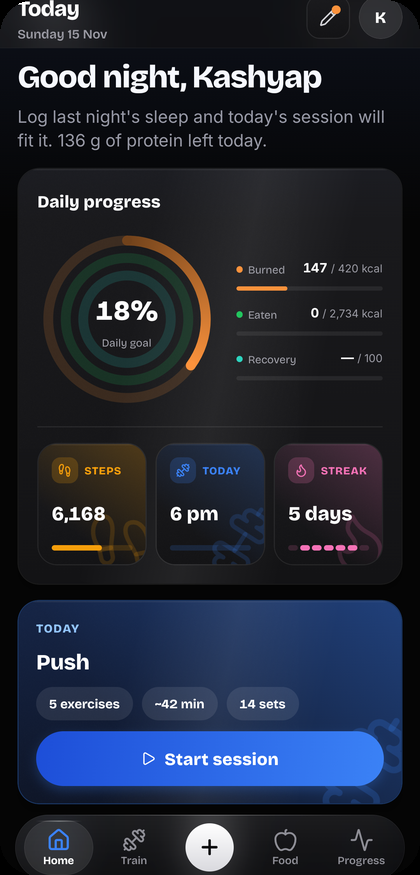 Today
Sunday 15 Nov
K
Good night, Kashyap
Log last night's sleep and today's session will
fit it. 136 g of protein left today.
Daily progress
18%
Daily goal
Burned 147 / 420 kcal
Eaten 0 / 2,734 kcal
Recovery — / 100
STEPS
6,168
TODAY
6 pm
STREAK
5 days
TODAY
Push
5 exercises ~42 min 14 sets
Start session
Home Train + Food Progress